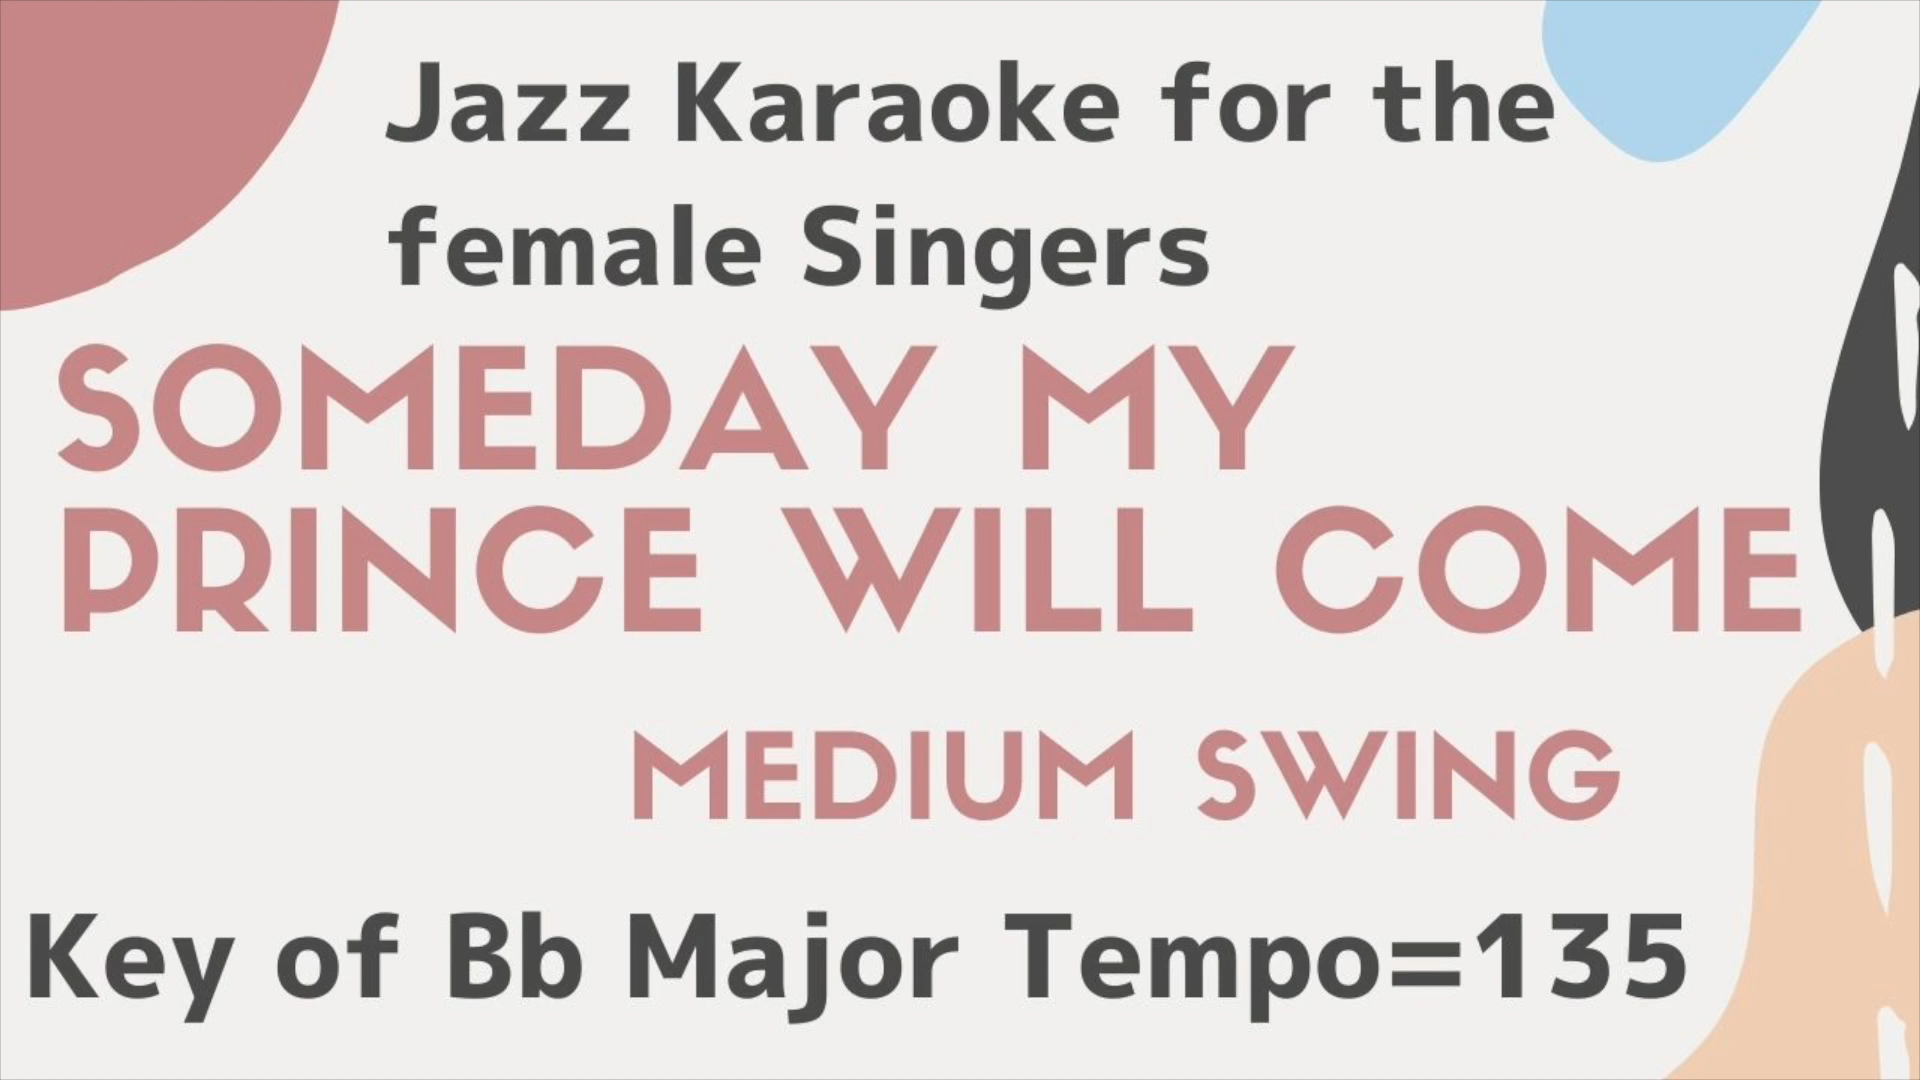 Jazz Karaoke for the
female Singers
SOMEDAY MY
PRINCE WILL COME
MEDIUM SWING
Key of Bb Major Tempo=135